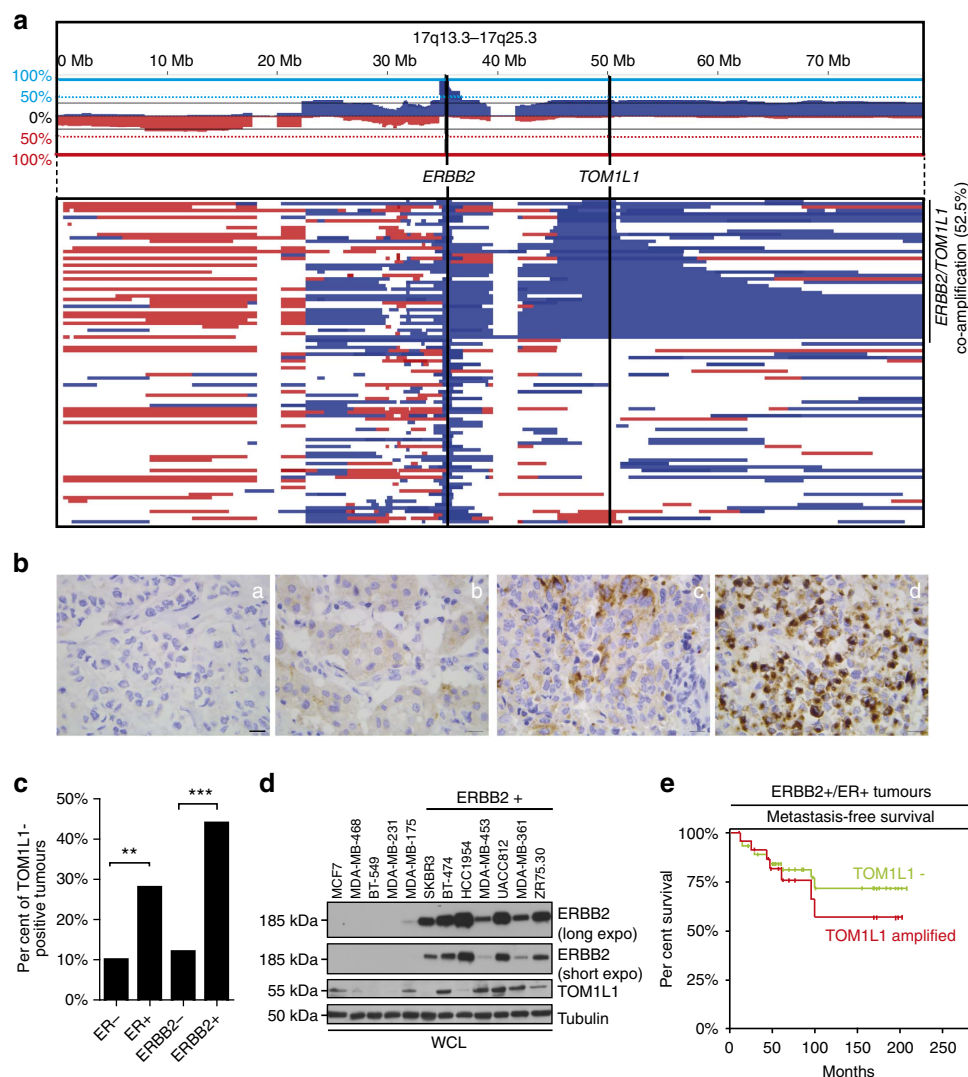 a
17q13.3–17q25.3
0 Mb 10 Mb 20 Mb 30 Mb 40 Mb 50 Mb 60 Mb 70 Mb
100%
50%
0%
50%
100%
ERBB2 TOM1L1
ERBB2/TOM1L1
co-amplification (52.5%)
b
a b c d
c
Per cent of TOM1L1-
positive tumours
50%
40%
30%
20%
10%
0%
** ***
ER– ER+ ERBB2– ERBB2+
d
ERBB2 +
MCF7 MDA-MB-468 BT-549 MDA-MB-231 MDA-MB-175 SKBR3 BT-474 HCC1954 MDA-MB-453 UACC812 MDA-MB-361 ZR75.30
185 kDa ERBB2
(long expo)
185 kDa ERBB2
(short expo)
55 kDa TOM1L1
50 kDa Tubulin
WCL
e
ERBB2+/ER+ tumours
Metastasis-free survival
Per cent survival
100%
75%
50%
25%
0%
TOM1L1 -
TOM1L1 amplified
0 50 100 150 200 250
Months